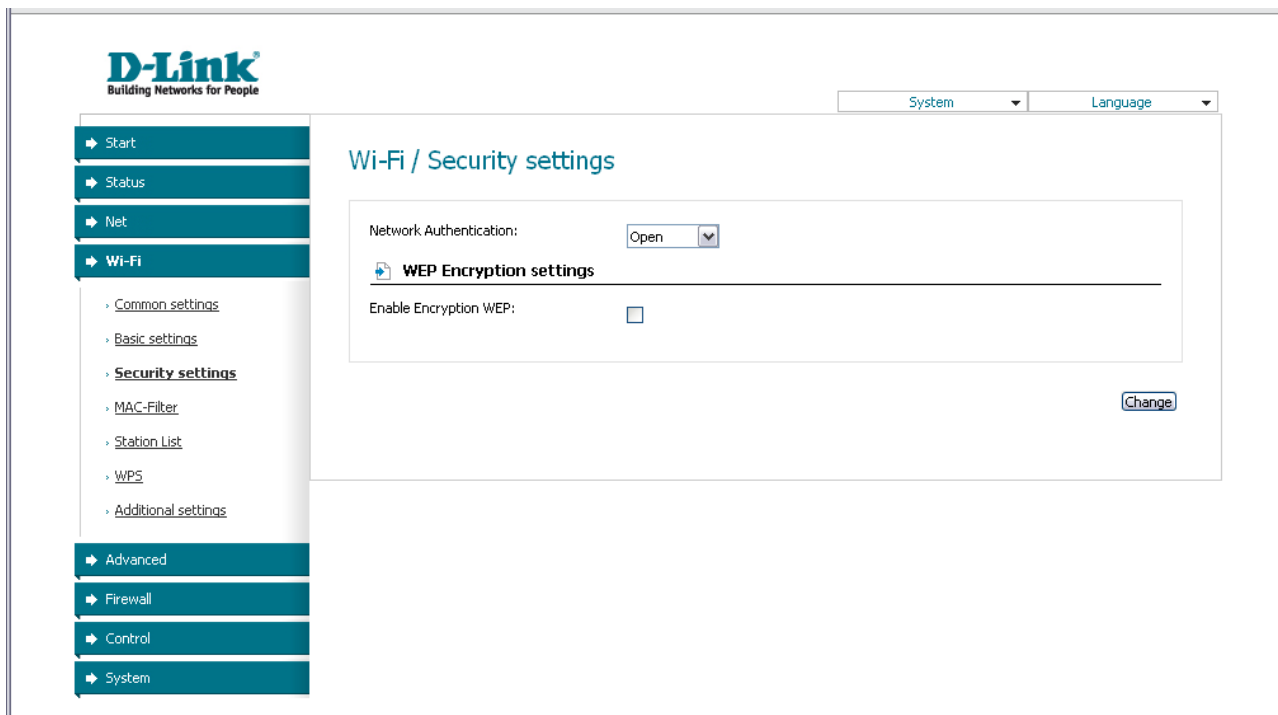 D-Link
Building Networks for People
System Language
Start
Status
Net
Wi-Fi
Common settings
Basic settings
Security settings
MAC-Filter
Station List
WPS
Additional settings
Advanced
Firewall
Control
System
Wi-Fi / Security settings
Network Authentication: Open
WEP Encryption settings
Enable Encryption WEP:
Change